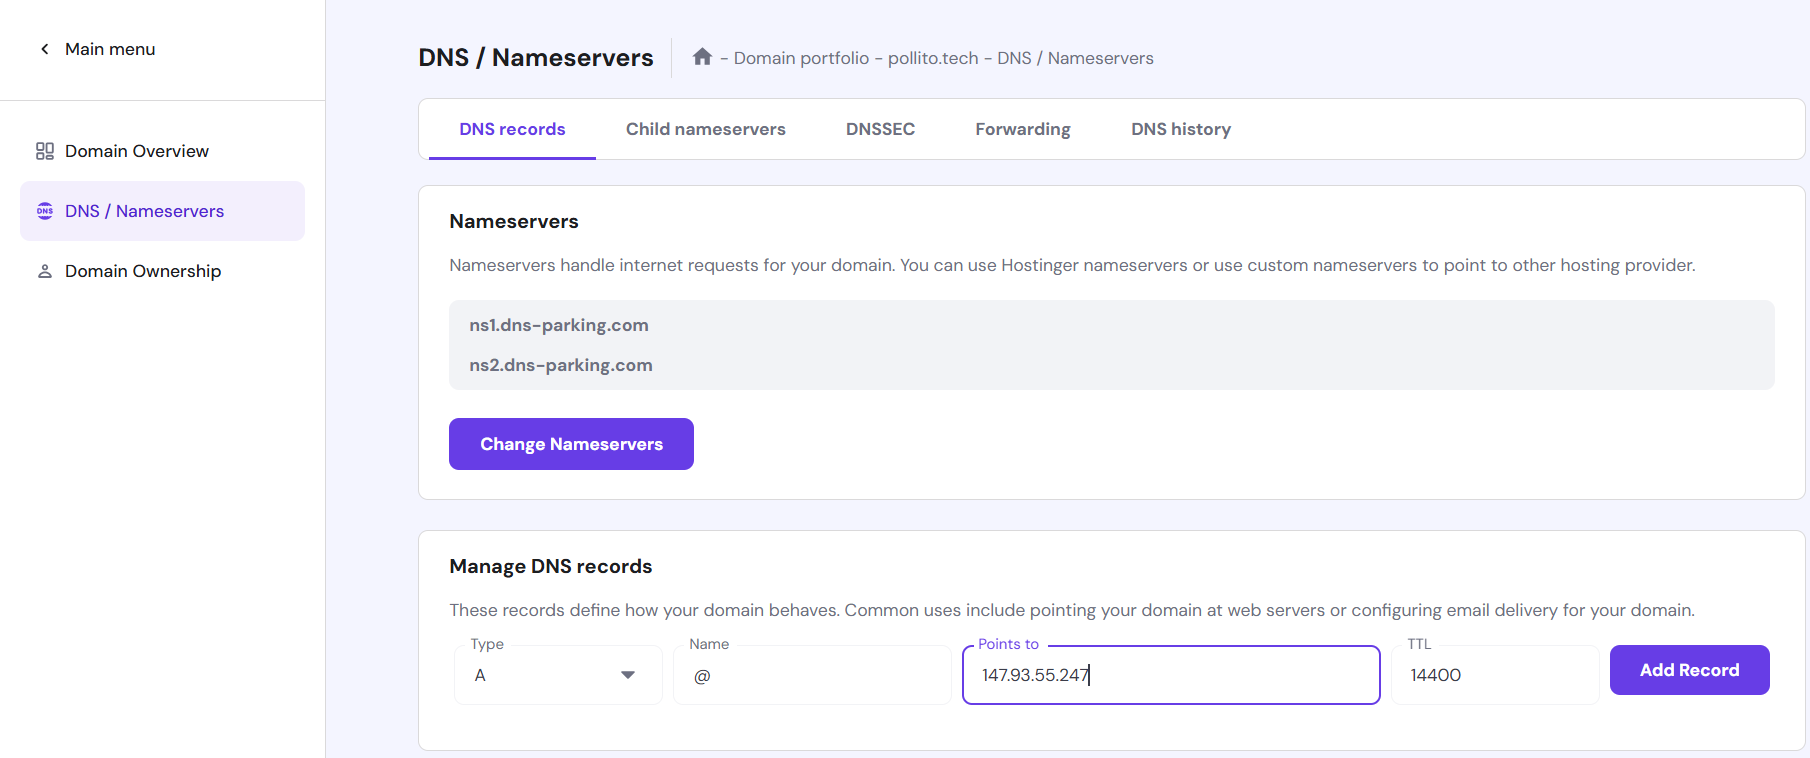 Main menu
Domain Overview
DNS
DNS / Nameservers
Domain Ownership
DNS / Nameservers
- Domain portfolio - pollito.tech - DNS / Nameservers
DNS records
Child nameservers
DNSSEC
Forwarding
DNS history
Nameservers
Nameservers handle internet requests for your domain. You can use Hostinger nameservers or use custom nameservers to point to other hosting provider.
ns1.dns-parking.com
ns2.dns-parking.com
Change Nameservers
Manage DNS records
These records define how your domain behaves. Common uses include pointing your domain at web servers or configuring email delivery for your domain.
Type
A
Name
@
Points to
147.93.55.247
TTL
14400
Add Record